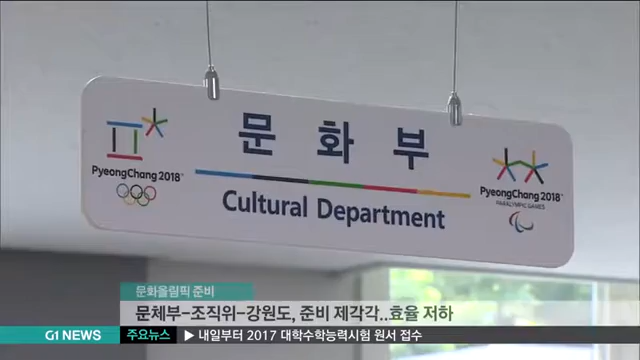 문화부
PyeongChang 2018™
PyeongChang 2018™
PARALYMPIC GAMES
Cultural Department
문화올림픽 준비
문체부-조직위-강원도, 준비 제각각..효율 저하
G1 NEWS 주요뉴스 ▶ 내일부터 2017 대학수학능력시험 원서 접수